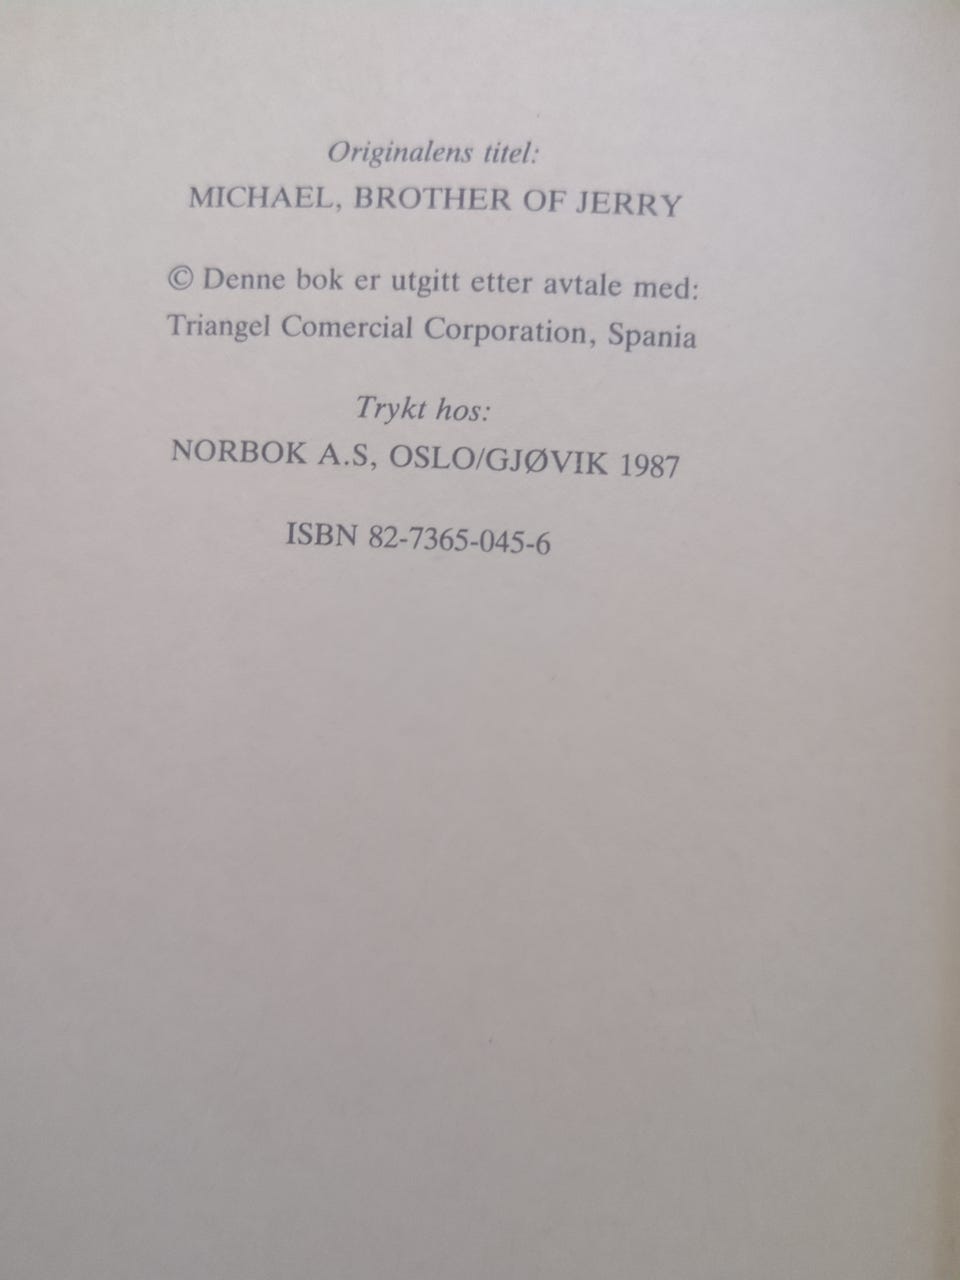 Originalens titel:
MICHAEL, BROTHER OF JERRY
© Denne bok er utgitt etter avtale med:
Triangel Comercial Corporation, Spania
Trykt hos:
NORBOK A.S, OSLO/GJØVIK 1987
ISBN 82-7365-045-6